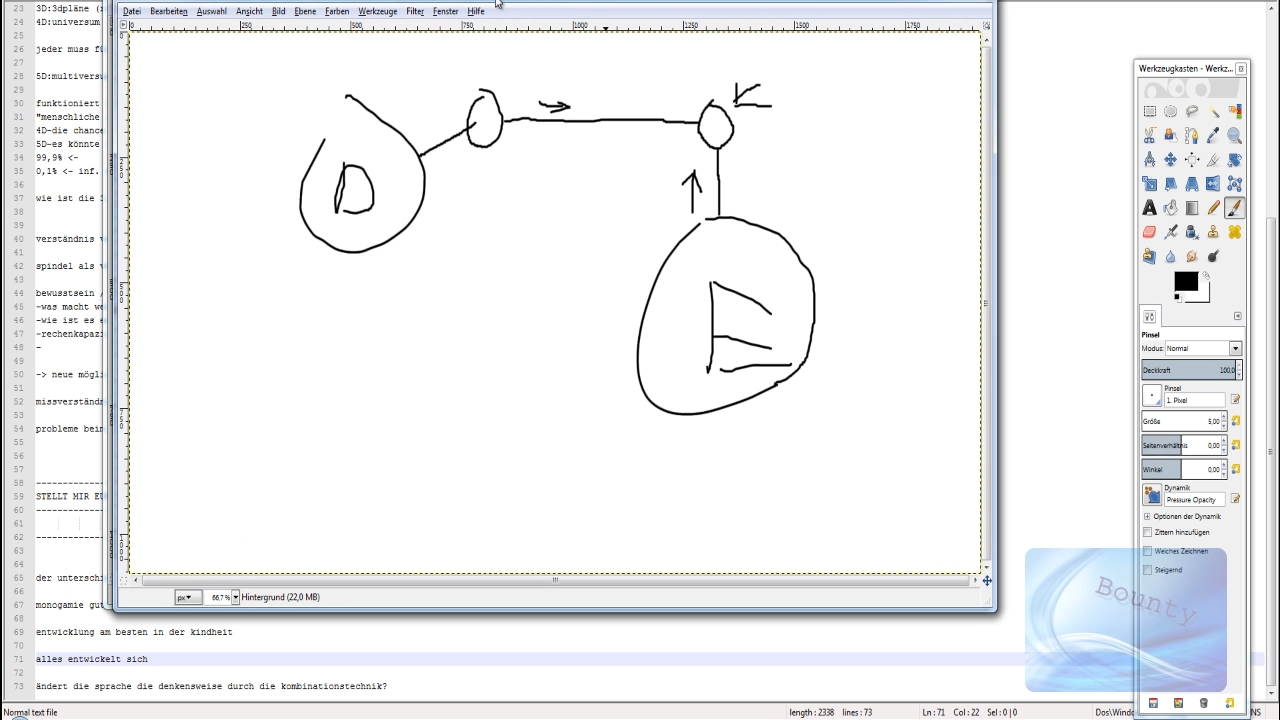 Datei Bearbeiten Auswahl Ansicht Bild Ebene Farben Werkzeuge Filter Fenster Hilfe
0 250 500 750 1000 1250 1500 1750
D
K
E
px 66,7% Hintergrund (22,0 MB)
23 3D:3dpläne
24 4D:universum
25
26 jeder muss
27
28 5D:multiversu
29
30 funktioniert
31 "menschliche
32 4D-die chance
33 5D-es könnte
34 99,9% <-
35 0,1% <- inf.
36
37 wie ist die
38
39
40 verständnis
41
42 spindel als
43
44 bewusstsein
45 -was macht
46 -wie ist es
47 -rechenkapazi
48 -
49
50 -> neue mögli
51
52 missverständn
53
54 probleme bei
55
56
57
58 --------
59 STELLT MIR
60 --------
61
62 --------
63
64
65 der unterschi
66
67 monogamie gut
68
69 entwicklung am besten in der kindheit
70
71 alles entwickelt sich
72
73 ändert die sprache die denkensweise durch die kombinationstechnik?
Normal text file length : 2338 lines : 73 Ln : 71 Col : 22 Sel : 0 | 0 Dos\Windo NS
Werkzeugkasten - Werkz...
Pinsel
Modus: Normal
Deckkraft 100,0
Pinsel
1. Pixel
Größe 5,00
Seitenverhältnis 0,00
Winkel 0,00
Dynamik
Pressure Opacity
Optionen der Dynamik
Zittern hinzufügen
Weiches Zeichnen
Steigernd
Bounty